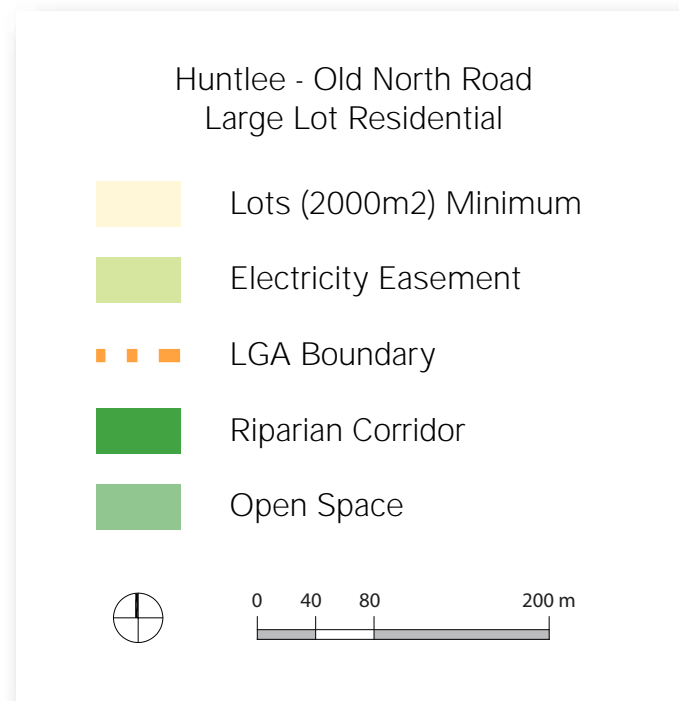 Huntlee - Old North Road
Large Lot Residential
Lots (2000m2) Minimum
Electricity Easement
LGA Boundary
Riparian Corridor
Open Space
0 40 80 200 m